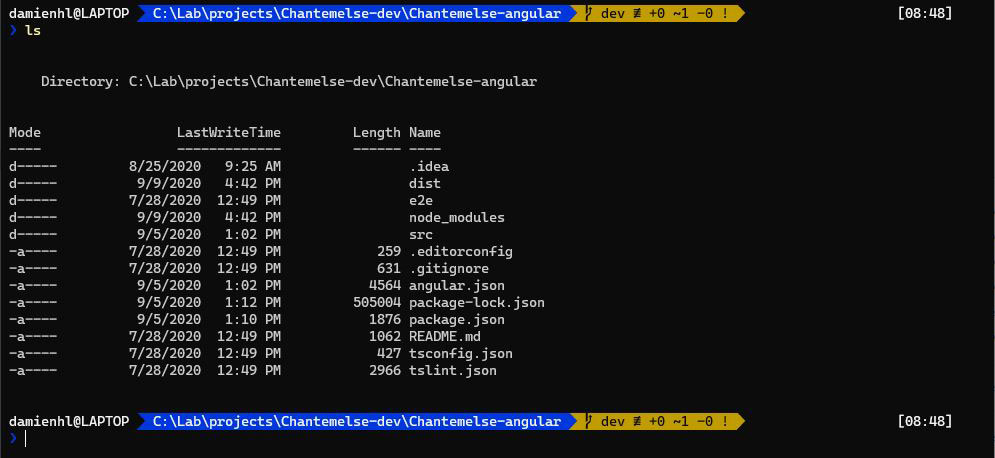 damienhl@LAPTOP C:\Lab\projects\Chantemelse-dev\Chantemelse-angular dev ≢ +0 ~1 -0 ! [08:48]
❯ ls
Directory: C:\Lab\projects\Chantemelse-dev\Chantemelse-angular
Mode LastWriteTime Length Name
---- ------------- ------ ----
d----- 8/25/2020 9:25 AM .idea
d----- 9/9/2020 4:42 PM dist
d----- 7/28/2020 12:49 PM e2e
d----- 9/9/2020 4:42 PM node_modules
d----- 9/5/2020 1:02 PM src
-a---- 7/28/2020 12:49 PM 259 .editorconfig
-a---- 7/28/2020 12:49 PM 631 .gitignore
-a---- 9/5/2020 1:02 PM 4564 angular.json
-a---- 9/5/2020 1:12 PM 505004 package-lock.json
-a---- 9/5/2020 1:10 PM 1876 package.json
-a---- 7/28/2020 12:49 PM 1062 README.md
-a---- 7/28/2020 12:49 PM 427 tsconfig.json
-a---- 7/28/2020 12:49 PM 2966 tslint.json
damienhl@LAPTOP C:\Lab\projects\Chantemelse-dev\Chantemelse-angular dev ≢ +0 ~1 -0 ! [08:48]
❯